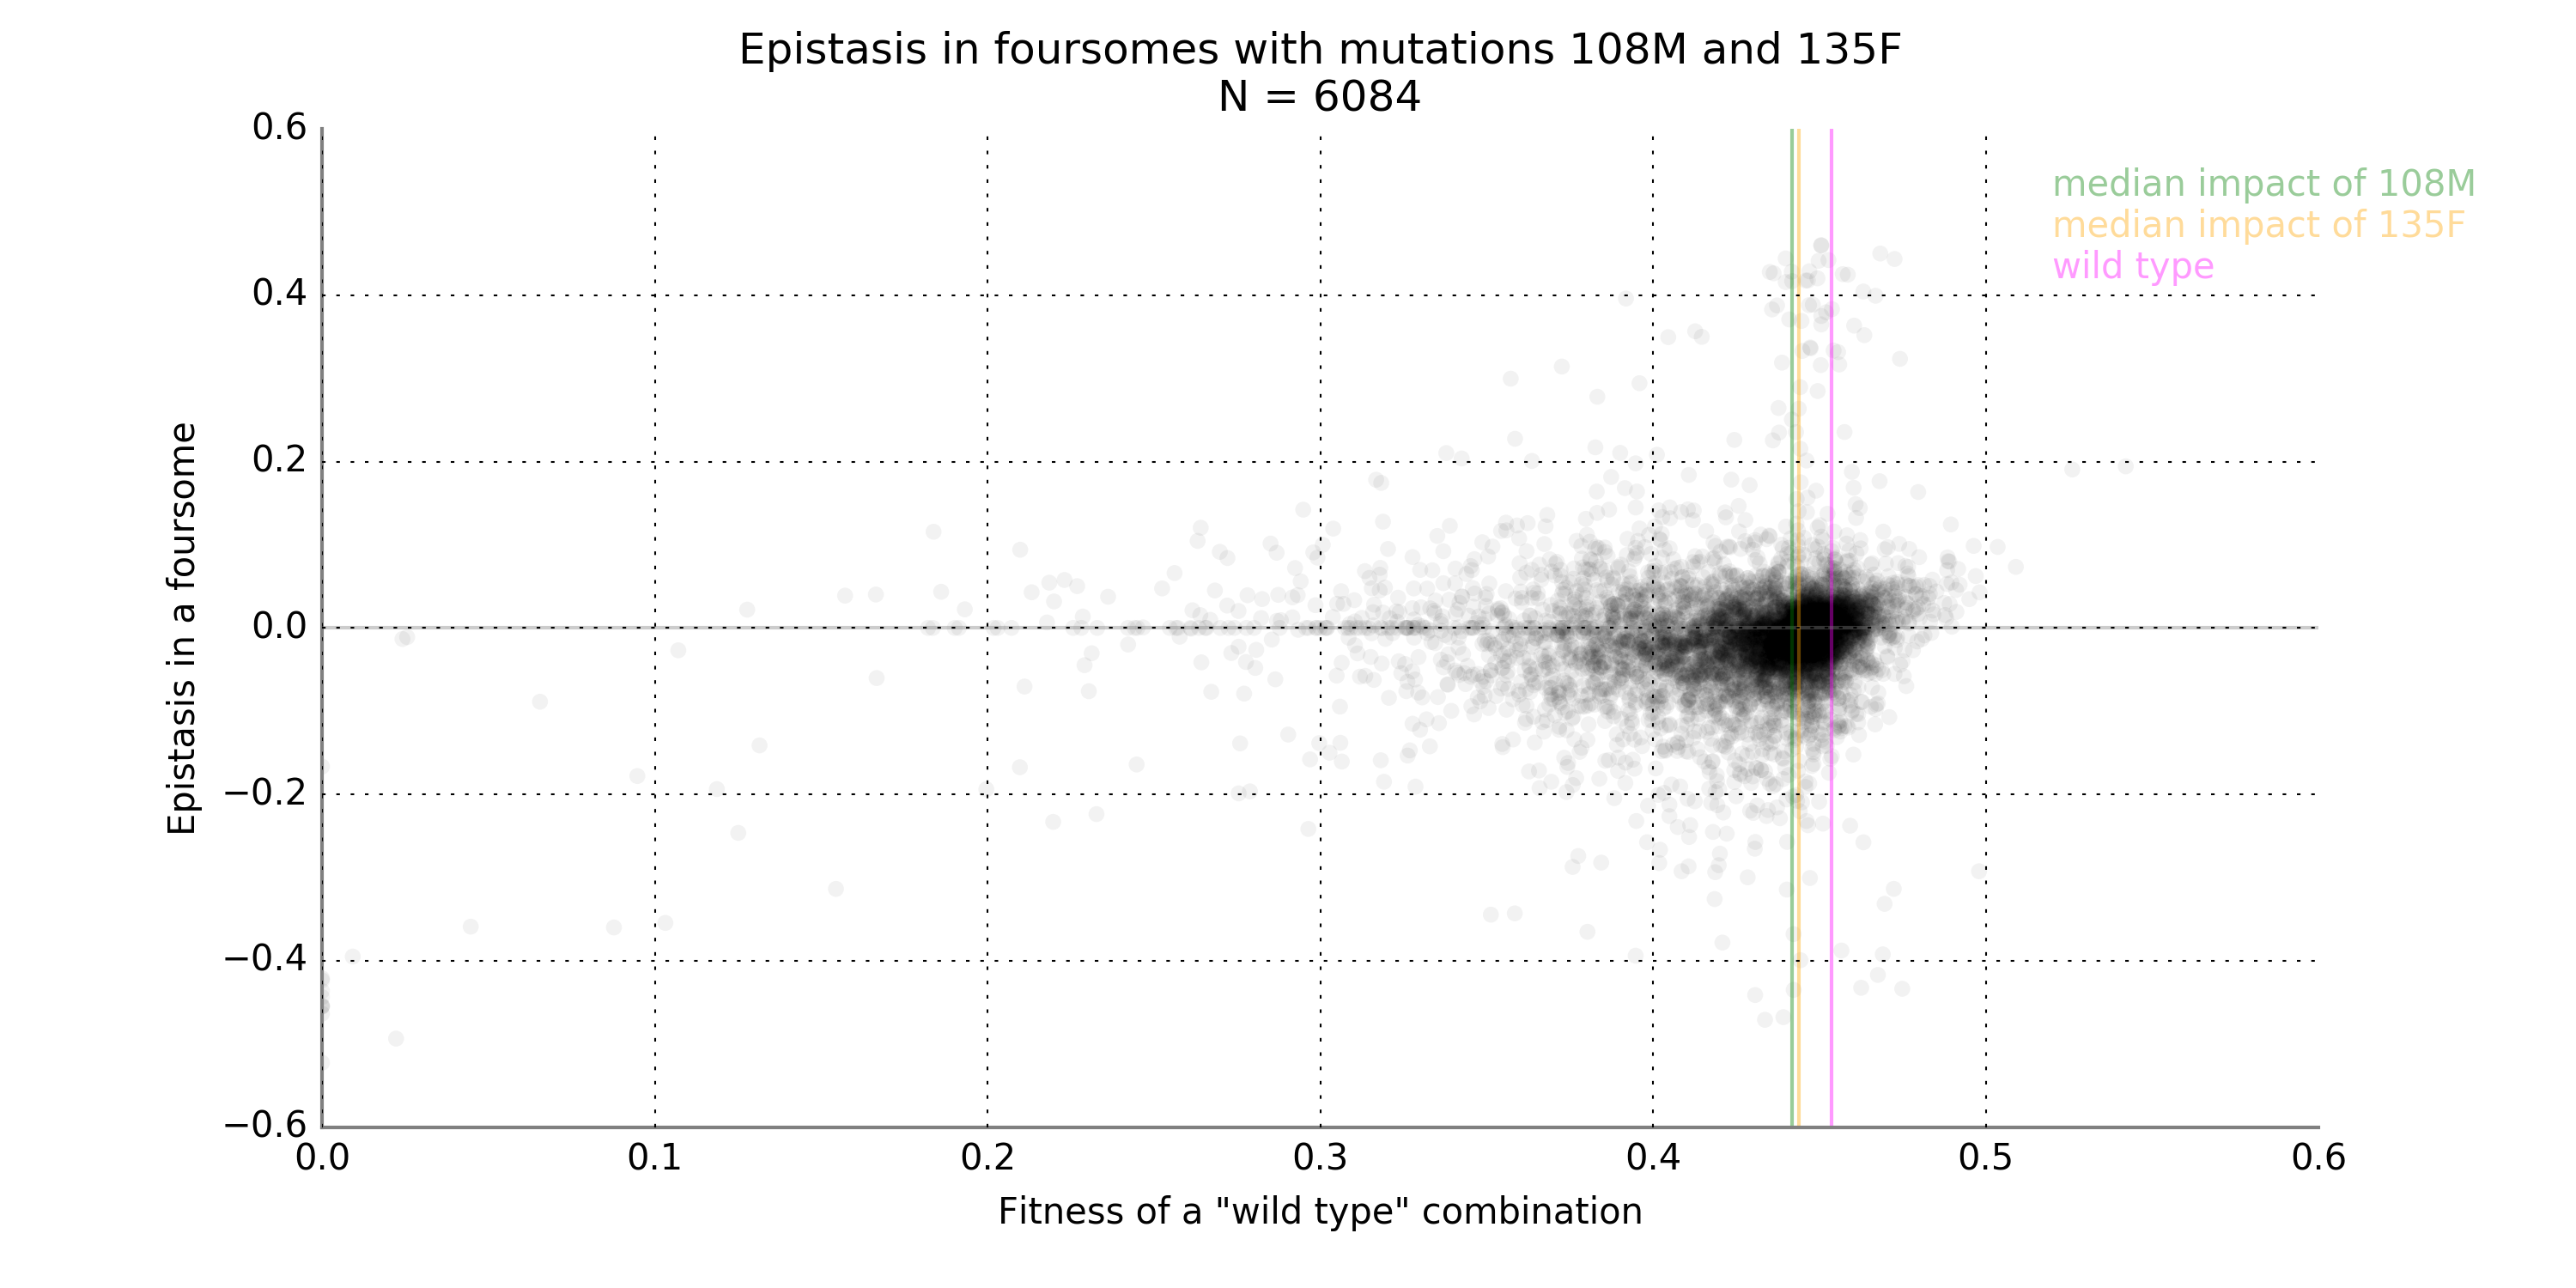 Epistasis in foursomes with mutations 108M and 135F
N = 6084
0.6
0.4
0.2
0.0
−0.2
−0.4
−0.6
Epistasis in a foursome
median impact of 108M
median impact of 135F
wild type
0.0 0.1 0.2 0.3 0.4 0.5 0.6
Fitness of a "wild type" combination